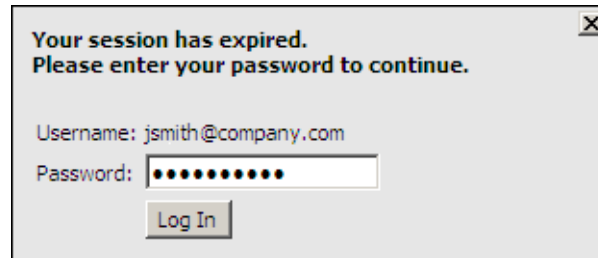 Your session has expired.
Please enter your password to continue.
Username: jsmith@company.com
Password: ••••••••••
Log In